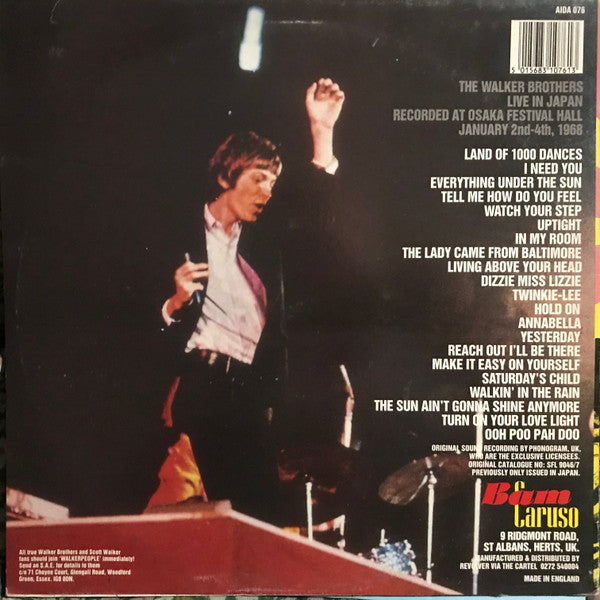 AIDA 076
5 015683 107613
THE WALKER BROTHERS
LIVE IN JAPAN
RECORDED AT OSAKA FESTIVAL HALL
JANUARY 2nd-4th, 1968
LAND OF 1000 DANCES
I NEED YOU
EVERYTHING UNDER THE SUN
TELL ME HOW DO YOU FEEL
WATCH YOUR STEP
UPTIGHT
IN MY ROOM
THE LADY CAME FROM BALTIMORE
LIVING ABOVE YOUR HEAD
DIZZIE MISS LIZZIE
TWINKIE-LEE
HOLD ON
ANNABELLA
YESTERDAY
REACH OUT I'LL BE THERE
MAKE IT EASY ON YOURSELF
SATURDAY'S CHILD
WALKIN' IN THE RAIN
THE SUN AIN'T GONNA SHINE ANYMORE
TURN ON YOUR LOVE LIGHT
OOH POO PAH DOO
ORIGINAL SOUND RECORDING BY PHONOGRAM, UK.
WHO ARE THE EXCLUSIVE LICENSEES.
ORIGINAL CATALOGUE NO: SFL 9046/7
PREVIOUSLY ONLY ISSUED IN JAPAN.
Bam
Caruso
9 RIDGMONT ROAD,
ST ALBANS, HERTS, UK.
MANUFACTURED & DISTRIBUTED BY
REVOLVER VIA THE CARTEL 0272 540004
MADE IN ENGLAND
All true Walker Brothers and Scott Walker
fans should join 'WALKERPEOPLE' immediately!
Send an S.A.E. for details to them
c/o 71 Cheyne Court, Glengall Road, Woodford
Green, Essex. IG8 0DN.